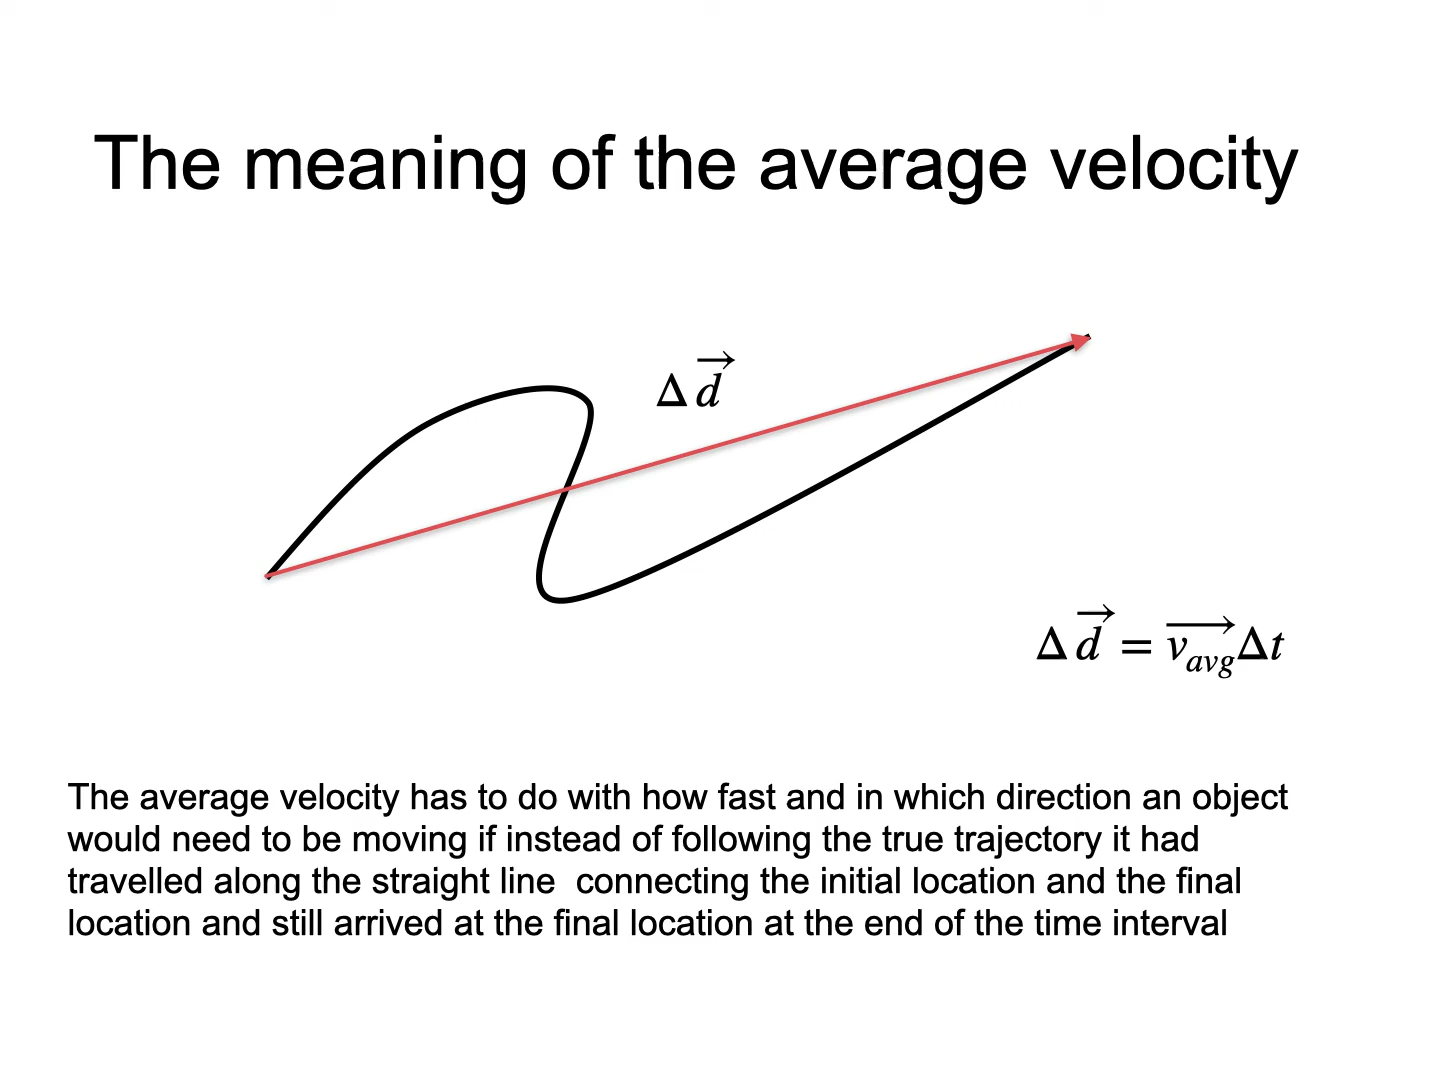 The meaning of the average velocity
Δd⃗
Δd⃗ = v⃗ₐᵥg Δt
The average velocity has to do with how fast and in which direction an object
would need to be moving if instead of following the true trajectory it had
travelled along the straight line  connecting the initial location and the final
location and still arrived at the final location at the end of the time interval